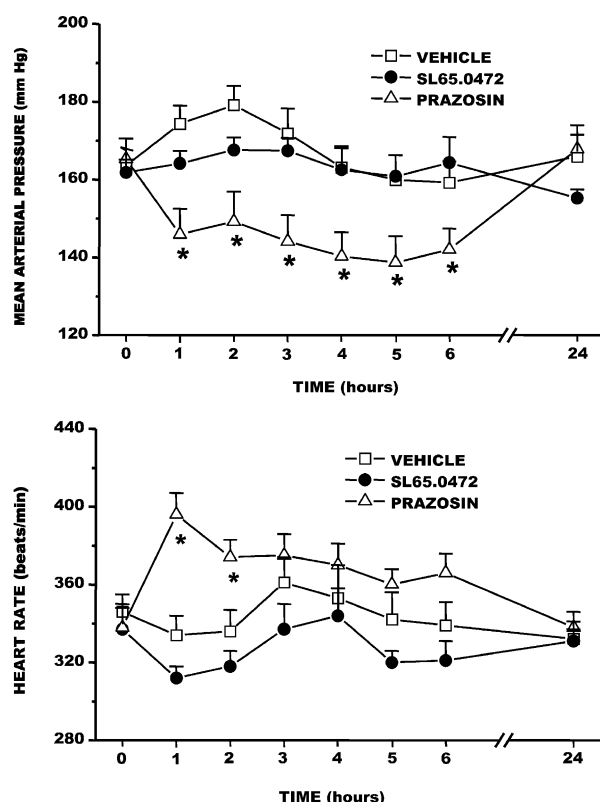 200
180
160
140
120
MEAN ARTERIAL PRESSURE (mm Hg)
VEHICLE
SL65.0472
PRAZOSIN
* * * * * *
0 1 2 3 4 5 6 24
TIME (hours)
440
400
360
320
280
HEART RATE (beats/min)
VEHICLE
SL65.0472
PRAZOSIN
* *
0 1 2 3 4 5 6 24
TIME (hours)